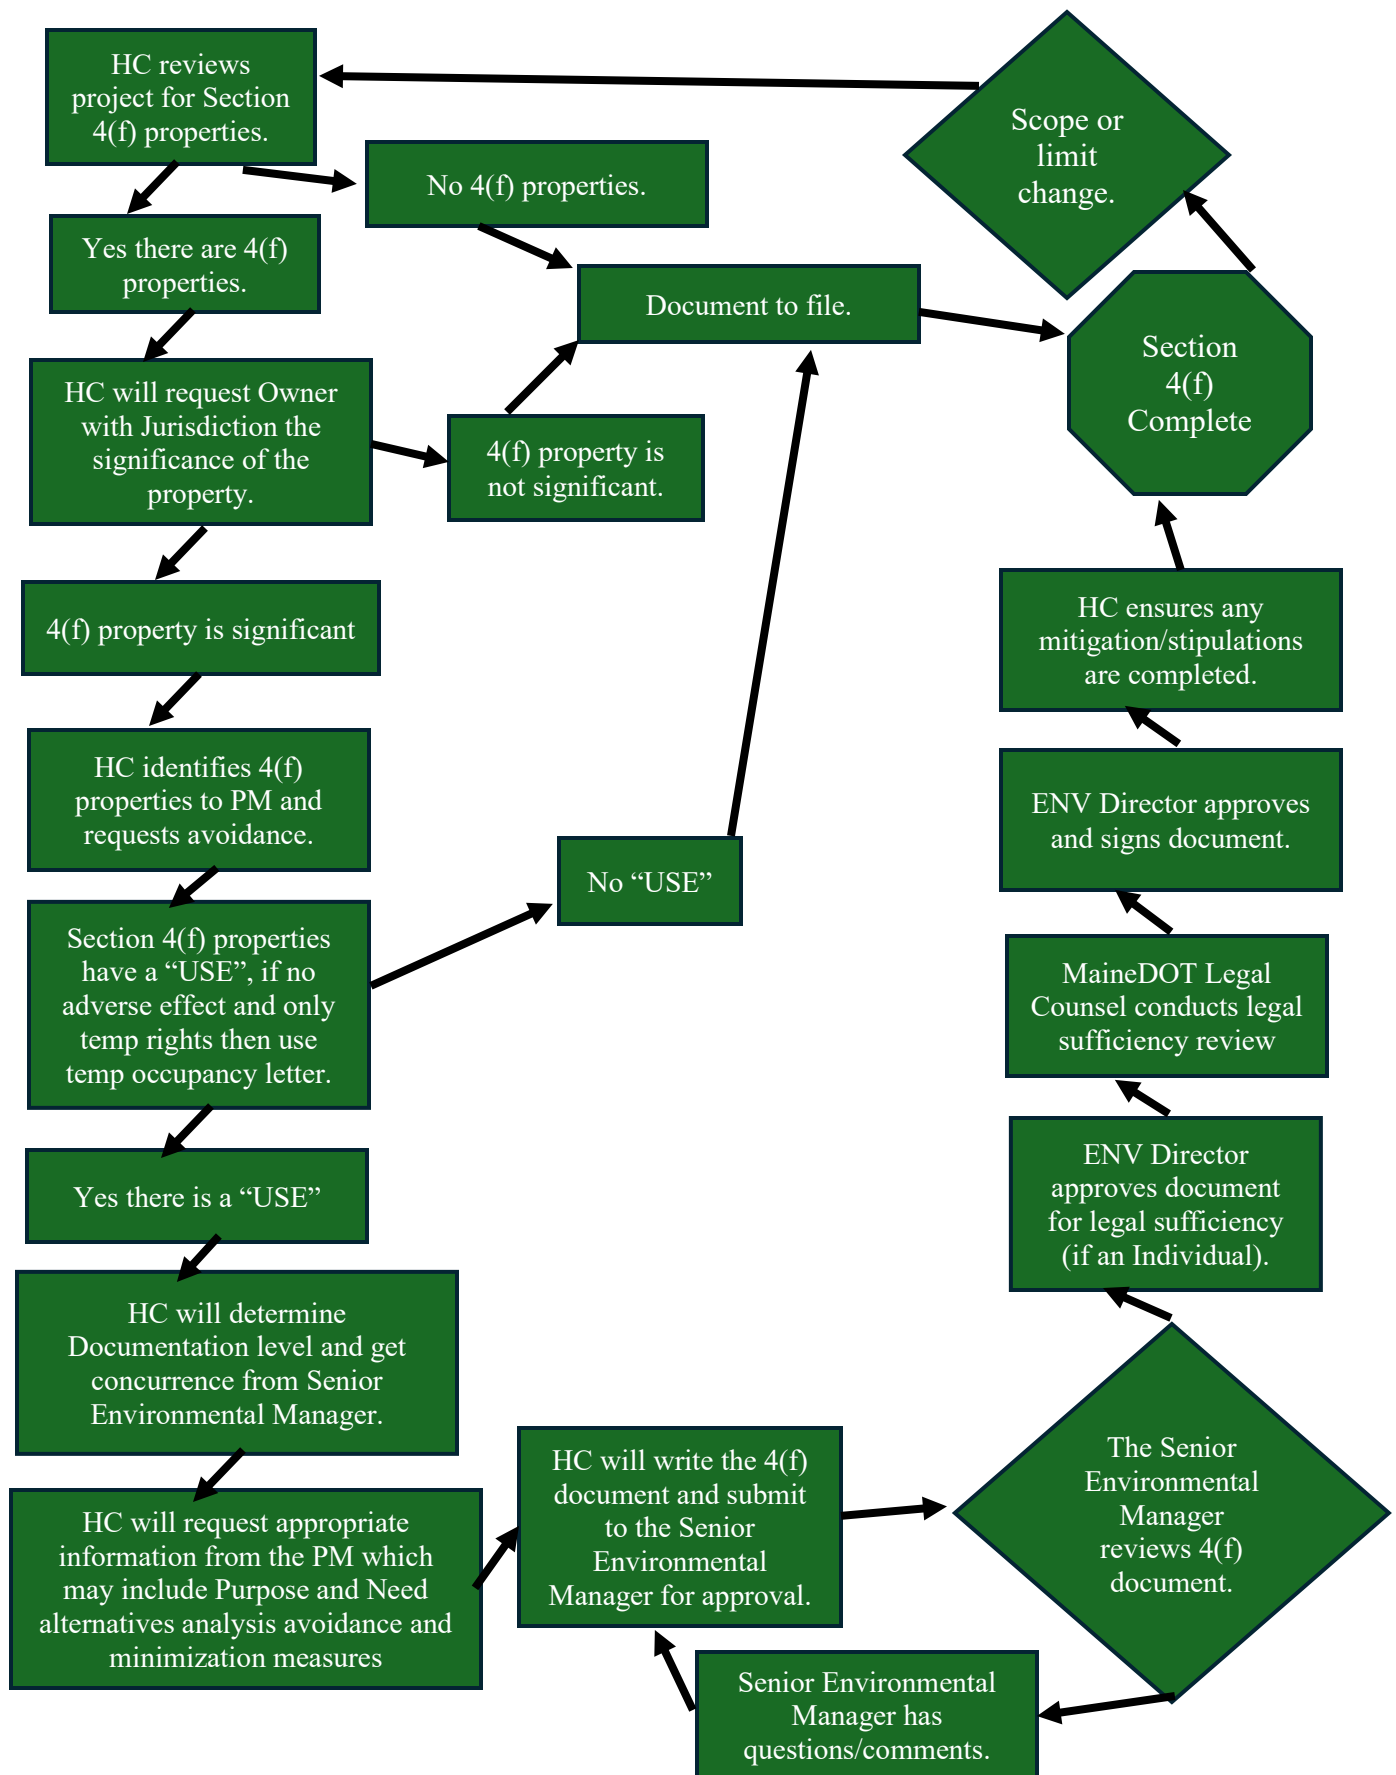 HC reviews
project for Section
4(f) properties.
No 4(f) properties.
Scope or
limit
change.
Yes there are 4(f)
properties.
Document to file.
Section
4(f)
Complete
HC will request Owner
with Jurisdiction the
significance of the
property.
4(f) property is
not significant.
4(f) property is significant
HC ensures any
mitigation/stipulations
are completed.
HC identifies 4(f)
properties to PM and
requests avoidance.
ENV Director approves
and signs document.
No “USE”
Section 4(f) properties
have a “USE”, if no
adverse effect and only
temp rights then use
temp occupancy letter.
MaineDOT Legal
Counsel conducts legal
sufficiency review
Yes there is a “USE”
ENV Director
approves document
for legal sufficiency
(if an Individual).
HC will determine
Documentation level and get
concurrence from Senior
Environmental Manager.
HC will request appropriate
information from the PM which
may include Purpose and Need
alternatives analysis avoidance and
minimization measures
HC will write the 4(f)
document and submit
to the Senior
Environmental
Manager for approval.
The Senior
Environmental
Manager
reviews 4(f)
document.
Senior Environmental
Manager has
questions/comments.